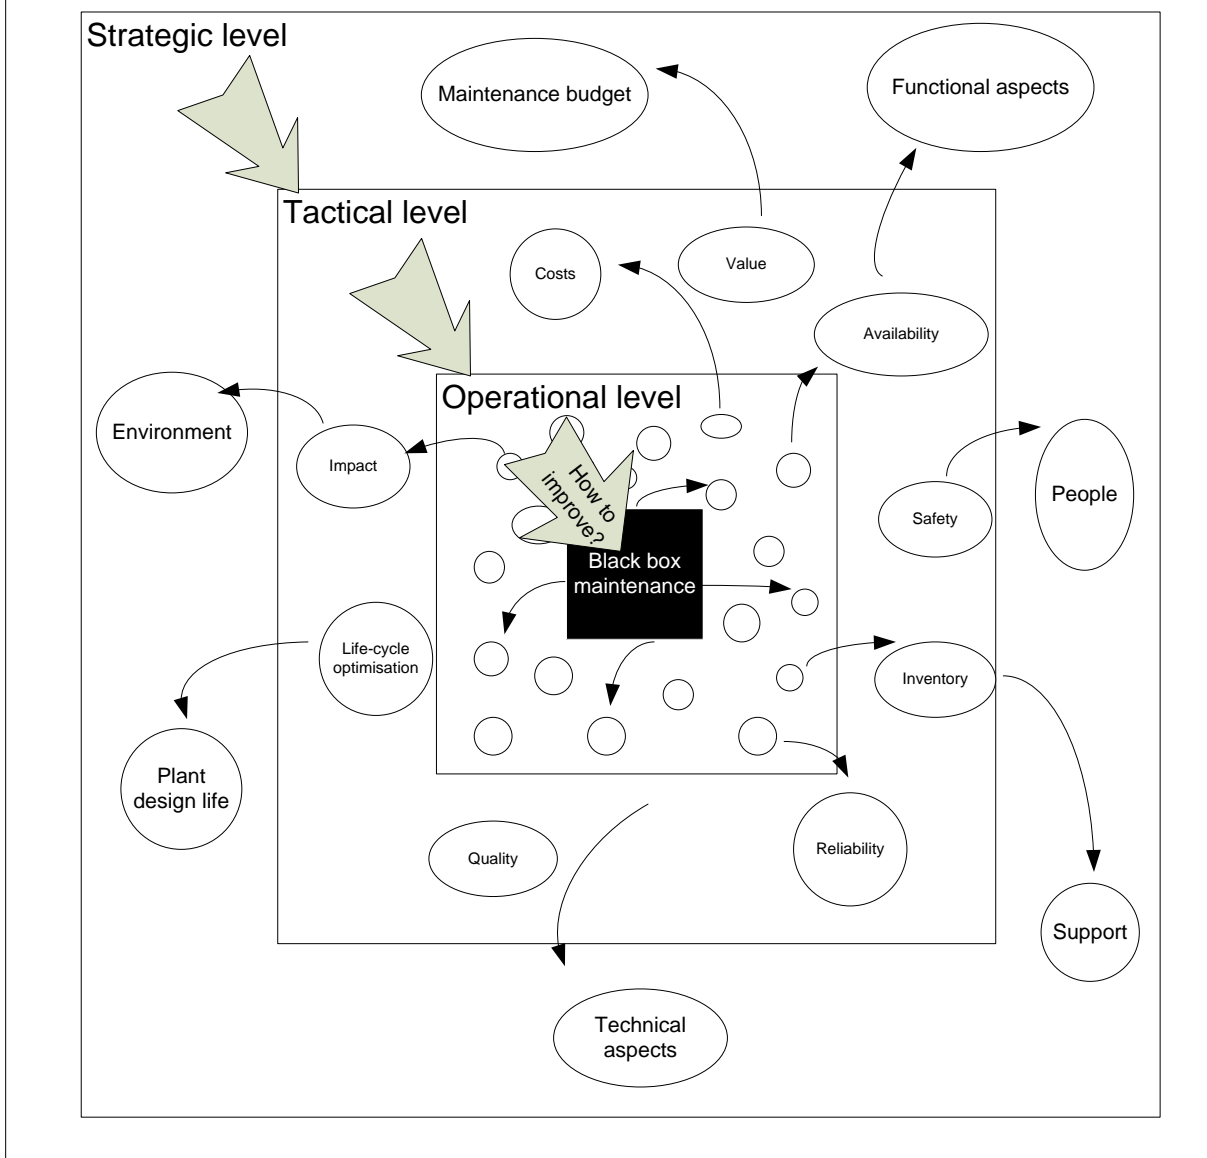 Strategic level
Maintenance budget
Functional aspects
Tactical level
Costs
Value
Availability
Operational level
Environment
Impact
How to
improve?
Safety
People
Black box
maintenance
Life-cycle
optimisation
Inventory
Plant
design life
Quality
Reliability
Support
Technical
aspects